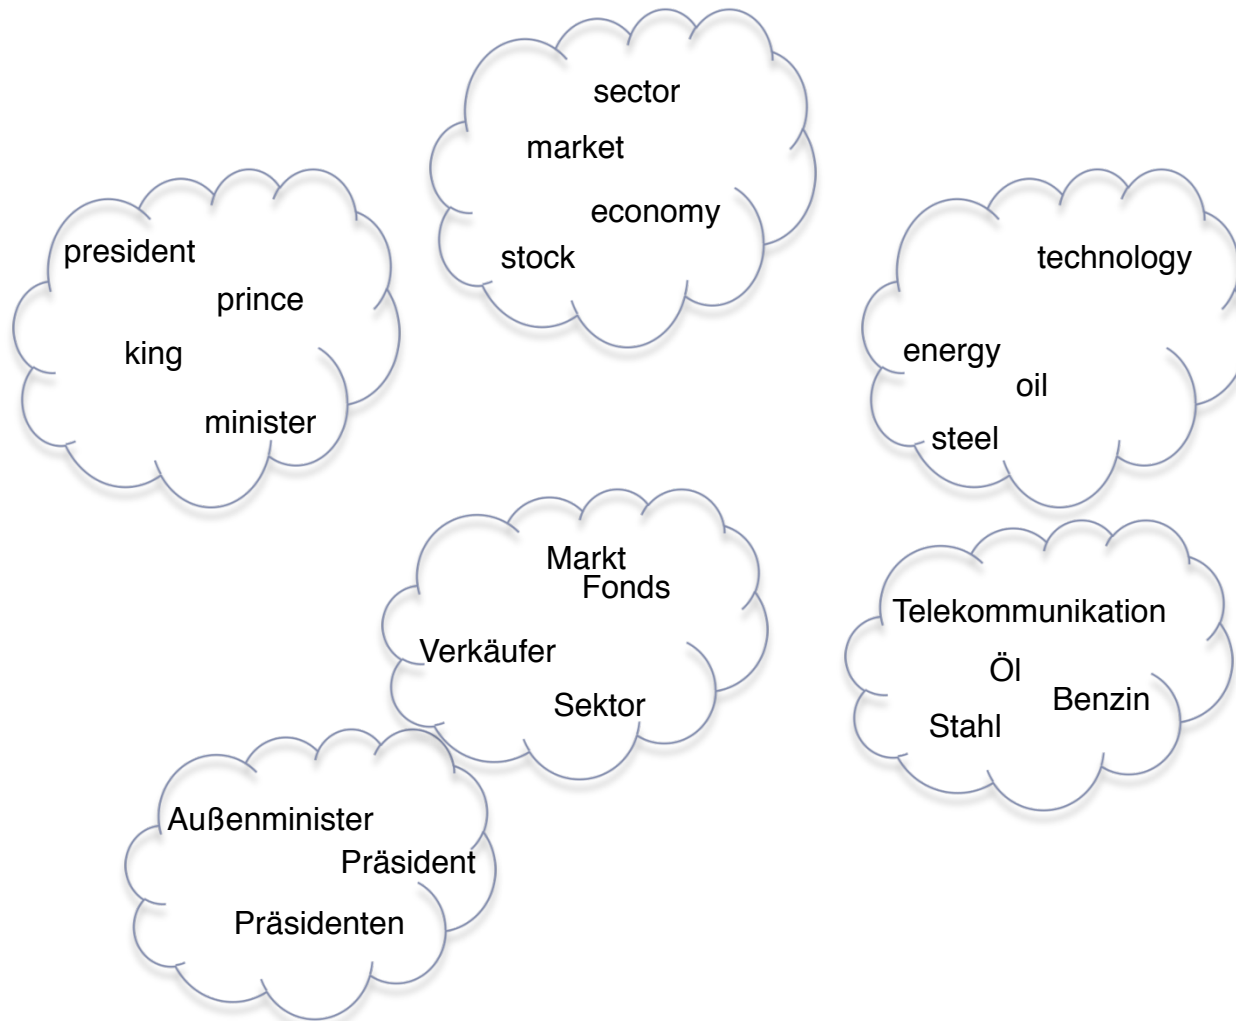 sector
market
economy
stock
president
prince
king
minister
technology
energy
oil
steel
Markt
Fonds
Verkäufer
Sektor
Telekommunikation
Öl
Benzin
Stahl
Außenminister
Präsident
Präsidenten